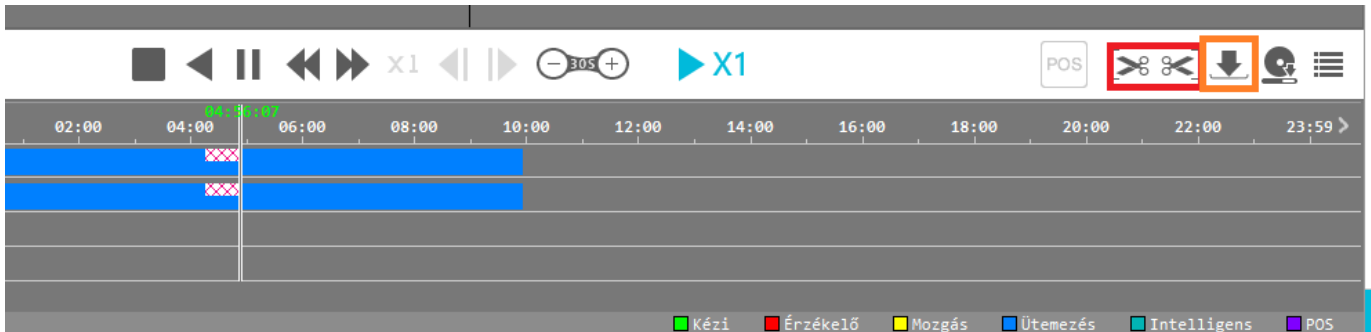 x1 30S X1 POS
04:56:07
02:00 04:00 06:00 08:00 10:00 12:00 14:00 16:00 18:00 20:00 22:00 23:59
Kézi Érzékelő Mozgás Ütemezés Intelligens POS